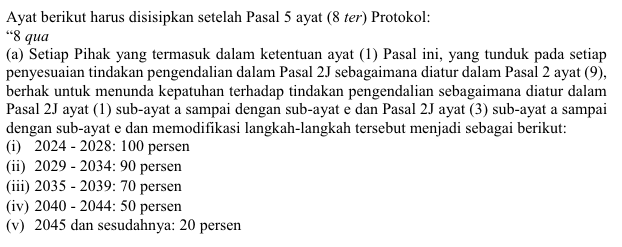 Ayat berikut harus disisipkan setelah Pasal 5 ayat (8 ter) Protokol:
“8 qua
(a) Setiap Pihak yang termasuk dalam ketentuan ayat (1) Pasal ini, yang tunduk pada setiap
penyesuaian tindakan pengendalian dalam Pasal 2J sebagaimana diatur dalam Pasal 2 ayat (9),
berhak untuk menunda kepatuhan terhadap tindakan pengendalian sebagaimana diatur dalam
Pasal 2J ayat (1) sub-ayat a sampai dengan sub-ayat e dan Pasal 2J ayat (3) sub-ayat a sampai
dengan sub-ayat e dan memodifikasi langkah-langkah tersebut menjadi sebagai berikut:
(i) 2024 - 2028: 100 persen
(ii) 2029 - 2034: 90 persen
(iii) 2035 - 2039: 70 persen
(iv) 2040 - 2044: 50 persen
(v) 2045 dan sesudahnya: 20 persen